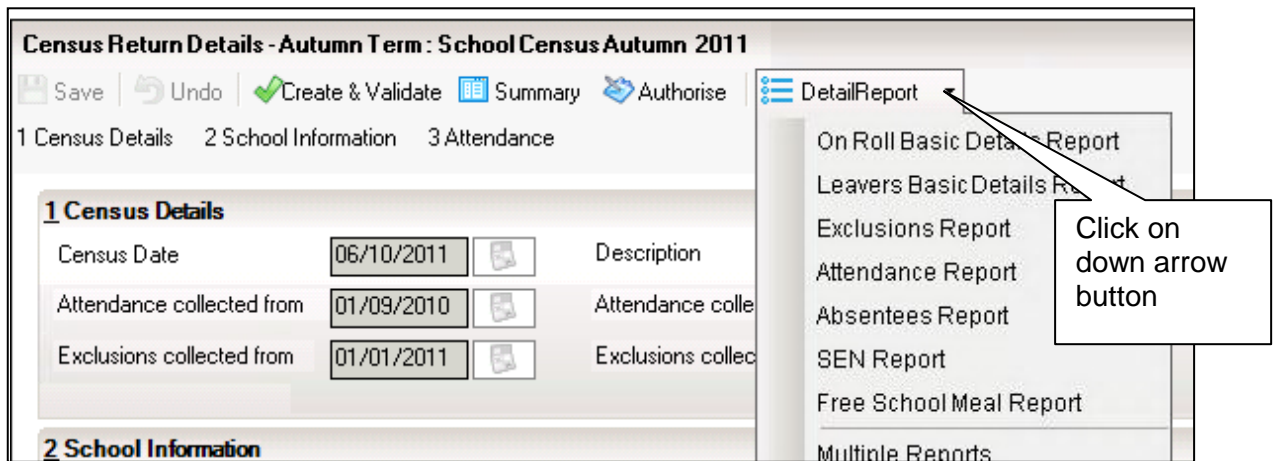 Census Return Details - Autumn Term : School Census Autumn 2011
Save Undo Create & Validate Summary Authorise DetailReport
1 Census Details 2 School Information 3 Attendance
On Roll Basic Details Report
Leavers Basic Details Report
Exclusions Report
Attendance Report
Absentees Report
SEN Report
Free School Meal Report
Multiple Reports
Click on
down arrow
button
1 Census Details
Census Date 06/10/2011 Description
Attendance collected from 01/09/2010 Attendance colle
Exclusions collected from 01/01/2011 Exclusions collec
2 School Information